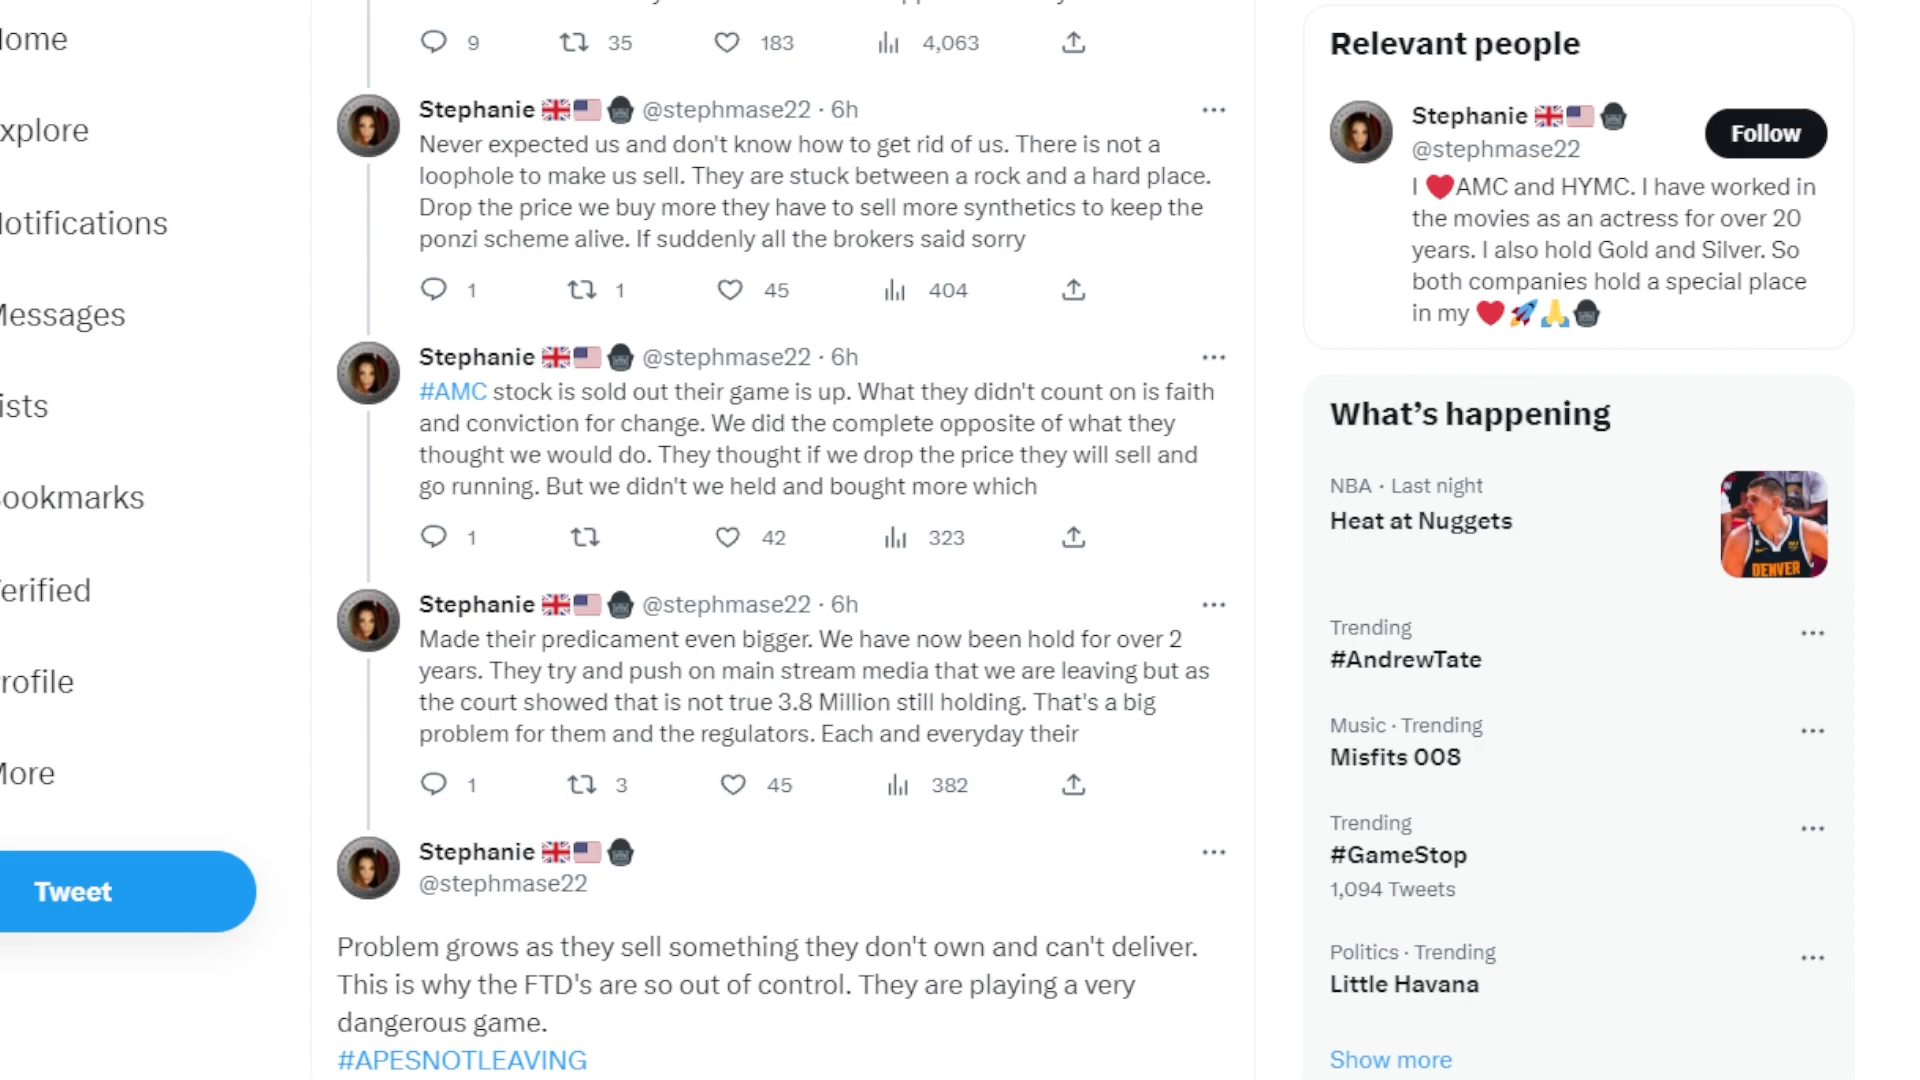 Home
Explore
Notifications
Messages
Lists
Bookmarks
Verified
Profile
More
Tweet
9 35 183 4,063
Stephanie @stephmase22 · 6h
Never expected us and don't know how to get rid of us. There is not a
loophole to make us sell. They are stuck between a rock and a hard place.
Drop the price we buy more they have to sell more synthetics to keep the
ponzi scheme alive. If suddenly all the brokers said sorry
1 1 45 404
Stephanie @stephmase22 · 6h
#AMC stock is sold out their game is up. What they didn't count on is faith
and conviction for change. We did the complete opposite of what they
thought we would do. They thought if we drop the price they will sell and
go running. But we didn't we held and bought more which
1 42 323
Stephanie @stephmase22 · 6h
Made their predicament even bigger. We have now been hold for over 2
years. They try and push on main stream media that we are leaving but as
the court showed that is not true 3.8 Million still holding. That's a big
problem for them and the regulators. Each and everyday their
1 3 45 382
Stephanie
@stephmase22
Problem grows as they sell something they don't own and can't deliver.
This is why the FTD's are so out of control. They are playing a very
dangerous game.
#APESNOTLEAVING
Relevant people
Stephanie
@stephmase22
Follow
I AMC and HYMC. I have worked in
the movies as an actress for over 20
years. I also hold Gold and Silver. So
both companies hold a special place
in my
What's happening
NBA · Last night
Heat at Nuggets
DENVER
Trending
#AndrewTate
Music · Trending
Misfits 008
Trending
#GameStop
1,094 Tweets
Politics · Trending
Little Havana
Show more